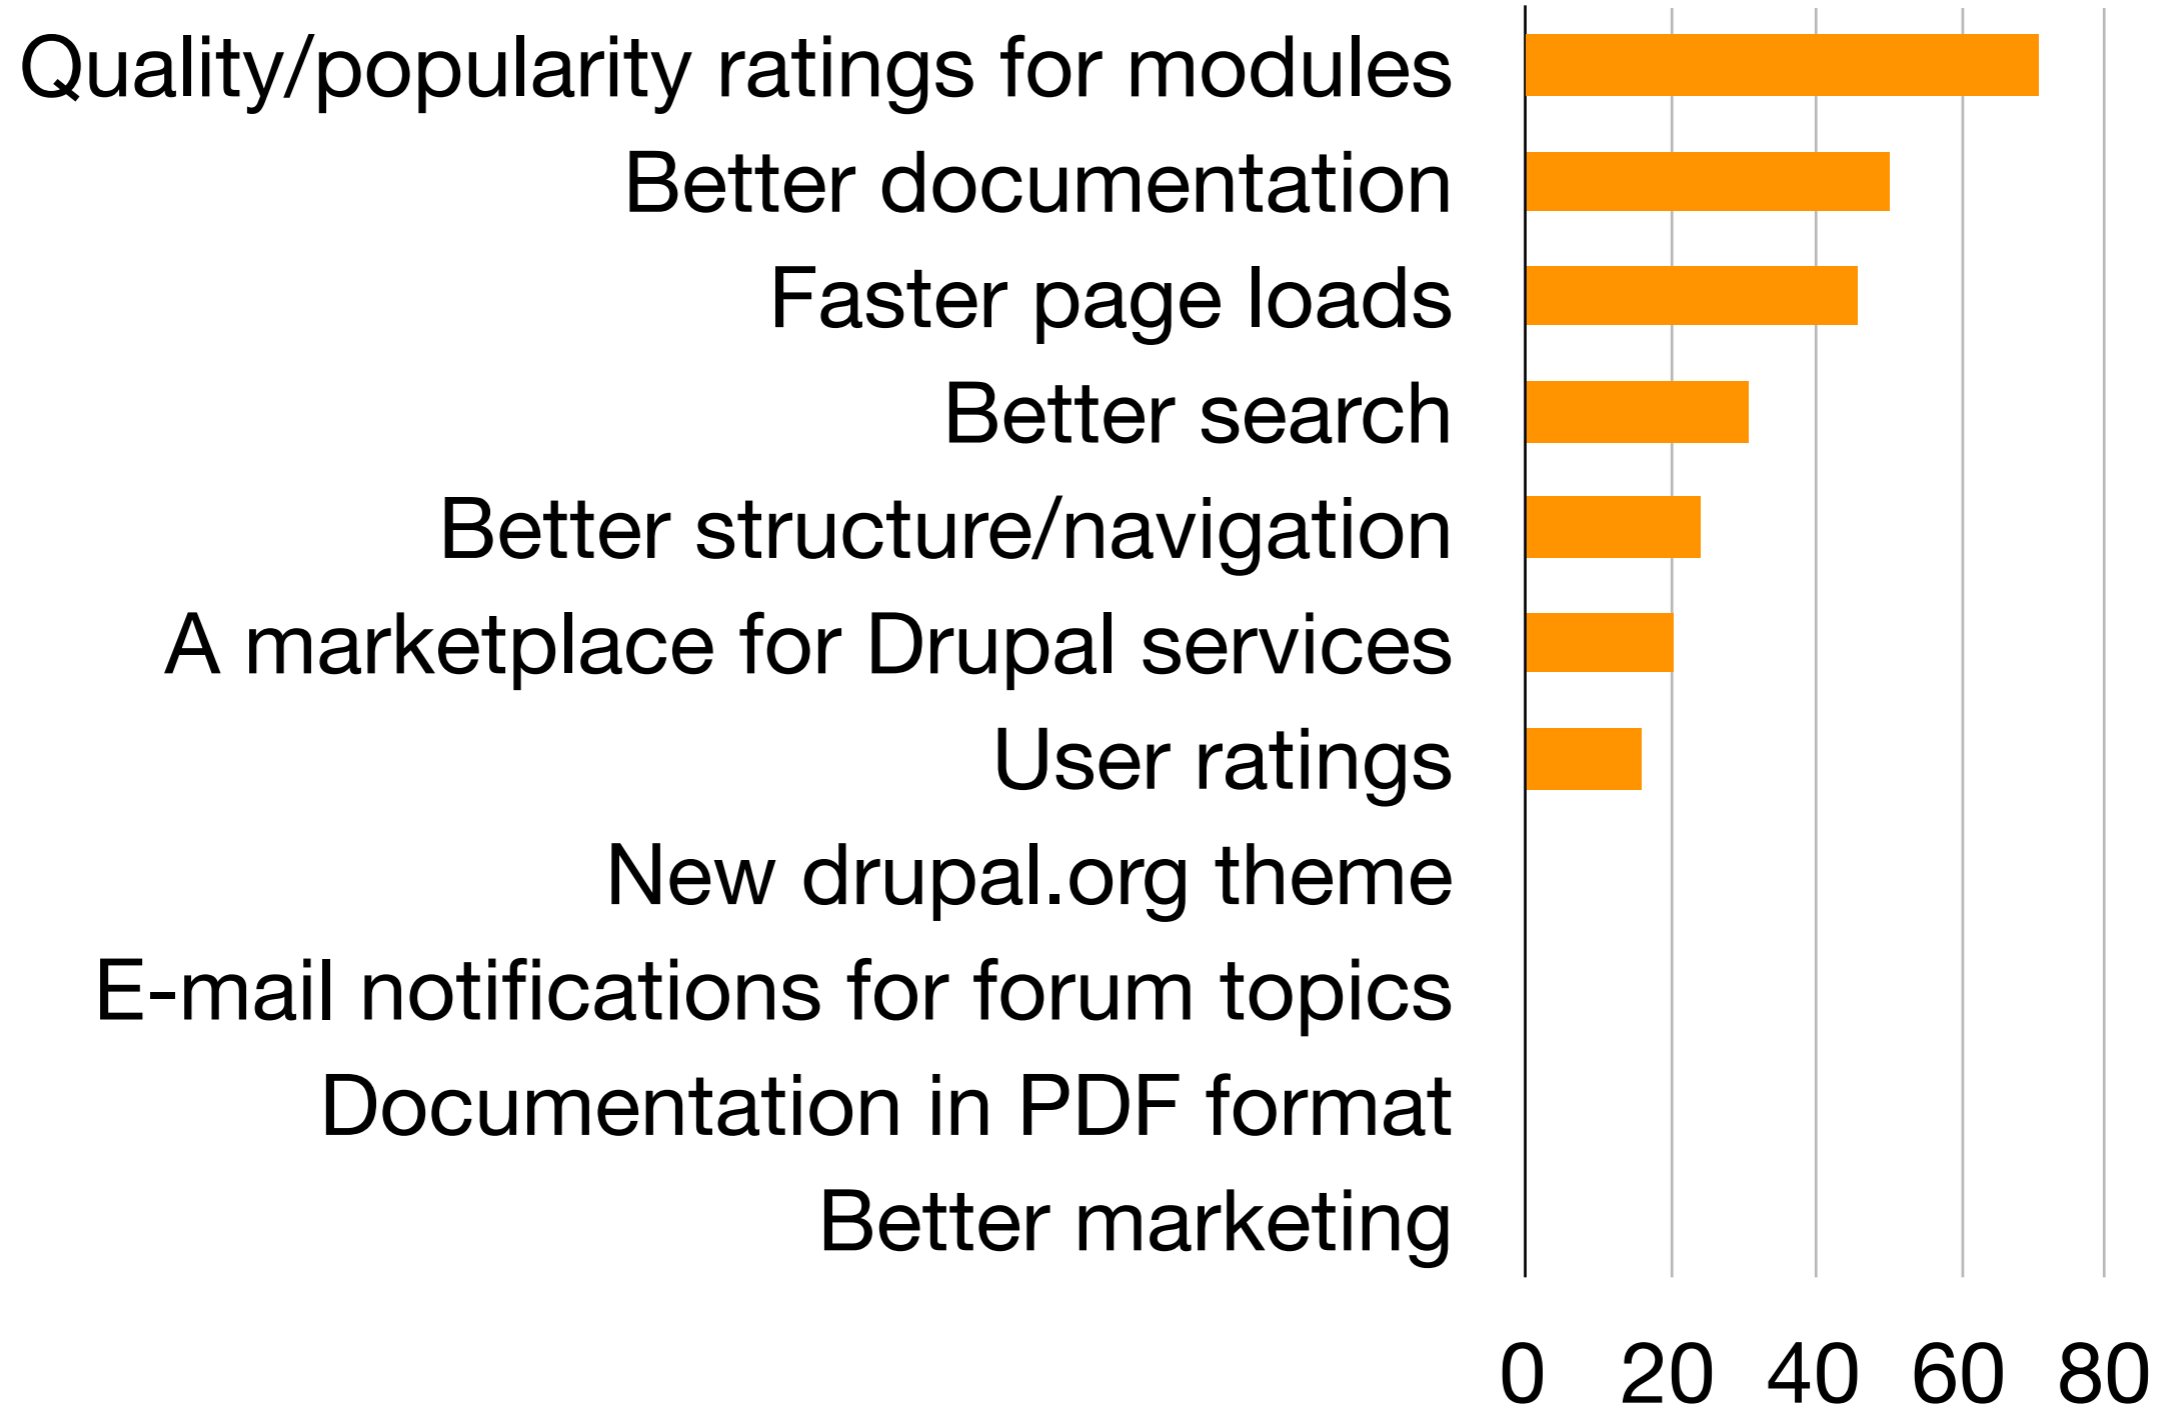 Quality/popularity ratings for modules
Better documentation
Faster page loads
Better search
Better structure/navigation
A marketplace for Drupal services
User ratings
New drupal.org theme
E-mail notifications for forum topics
Documentation in PDF format
Better marketing
0 20 40 60 80